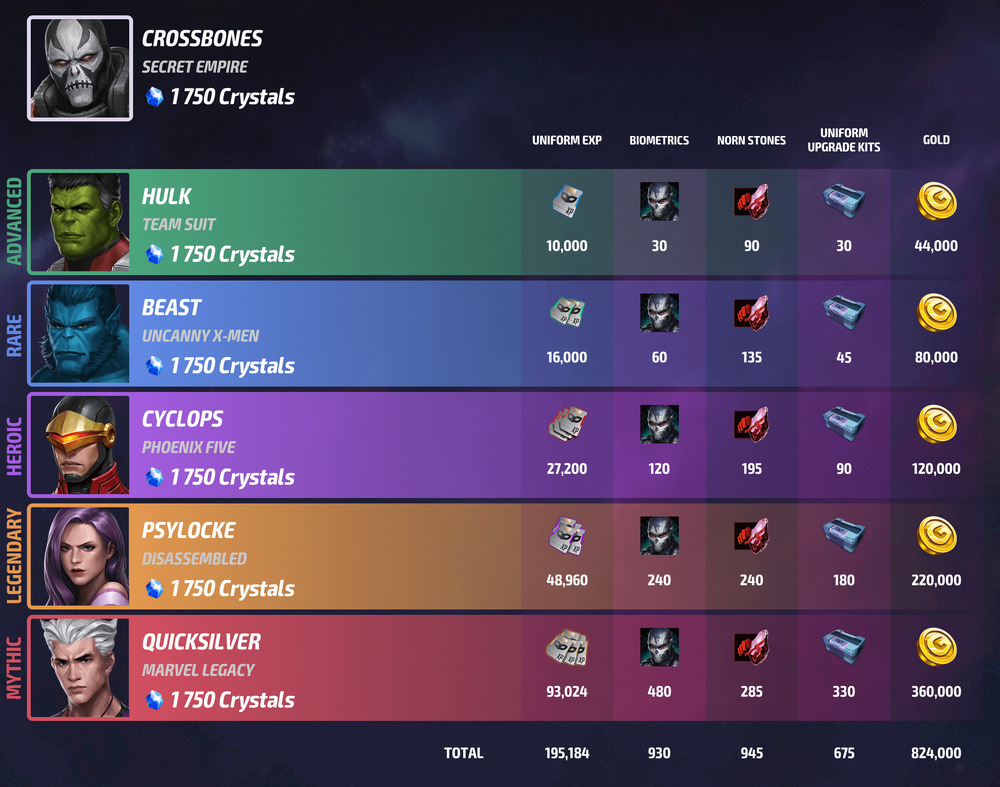 CROSSBONES
SECRET EMPIRE
1 750 Crystals
UNIFORM EXP BIOMETRICS NORN STONES UNIFORM UPGRADE KITS GOLD
ADVANCED
HULK
TEAM SUIT
1 750 Crystals
10,000 30 90 30 44,000
RARE
BEAST
UNCANNY X-MEN
1 750 Crystals
16,000 60 135 45 80,000
HEROIC
CYCLOPS
PHOENIX FIVE
1 750 Crystals
27,200 120 195 90 120,000
LEGENDARY
PSYLOCKE
DISASSEMBLED
1 750 Crystals
48,960 240 240 180 220,000
MYTHIC
QUICKSILVER
MARVEL LEGACY
1 750 Crystals
93,024 480 285 330 360,000
TOTAL 195,184 930 945 675 824,000